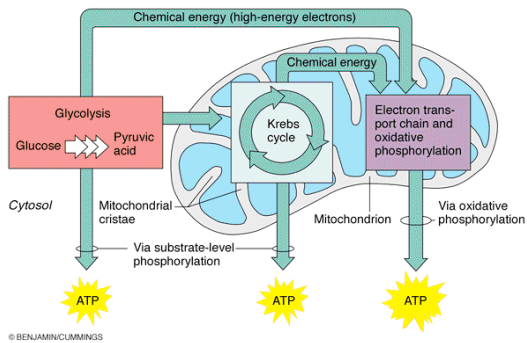 Chemical energy (high-energy electrons)
Chemical energy
Glycolysis
Glucose
Pyruvic
acid
Krebs
cycle
Electron trans-
port chain and
oxidative
phosphorylation
Cytosol
Mitochondrial
cristae
Mitochondrion
Via oxidative
phosphorylation
Via substrate-level
phosphorylation
ATP
ATP
ATP
© BENJAMIN/CUMMINGS